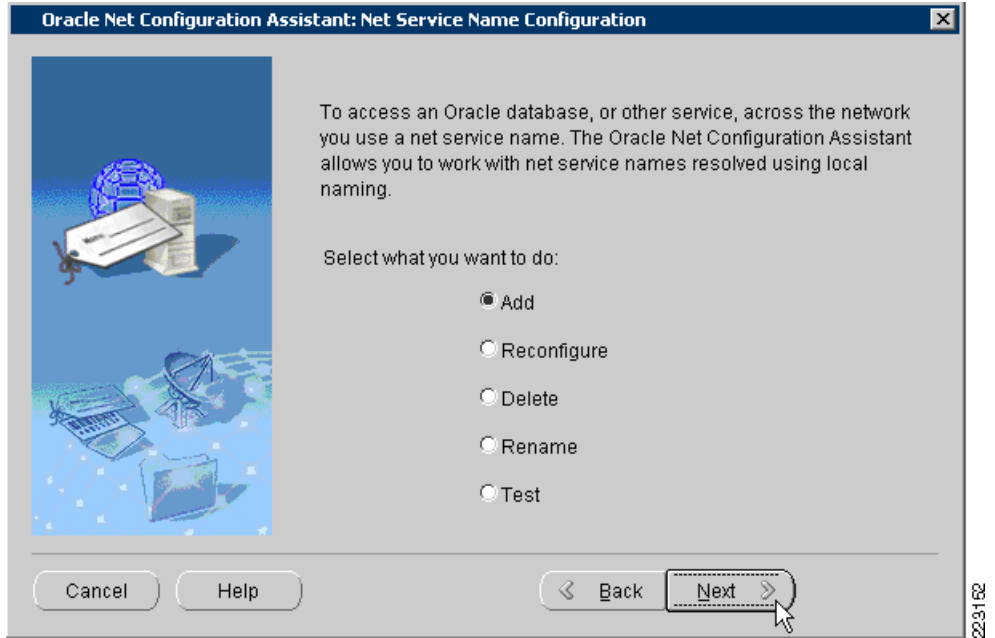 Oracle Net Configuration Assistant: Net Service Name Configuration
To access an Oracle database, or other service, across the network
you use a net service name. The Oracle Net Configuration Assistant
allows you to work with net service names resolved using local
naming.
Select what you want to do:
Add
Reconfigure
Delete
Rename
Test
Cancel
Help
Back
Next
223152